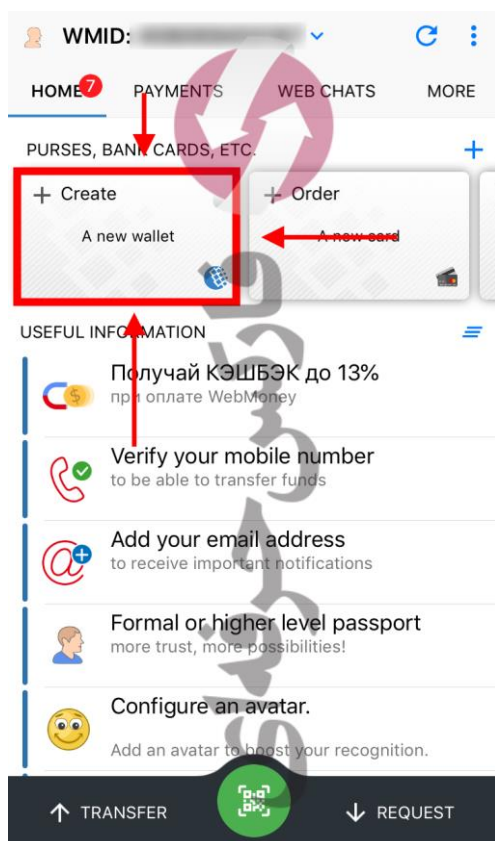 WMID:
HOME 7
PAYMENTS
WEB CHATS
MORE
PURSES, BANK CARDS, ETC.
+ Create
A new wallet
+ Order
A new card
USEFUL INFORMATION
Получай КЭШБЭК до 13%
при оплате WebMoney
Verify your mobile number
to be able to transfer funds
Add your email address
to receive important notifications
Formal or higher level passport
more trust, more possibilities!
Configure an avatar.
Add an avatar to boost your recognition.
TRANSFER
REQUEST